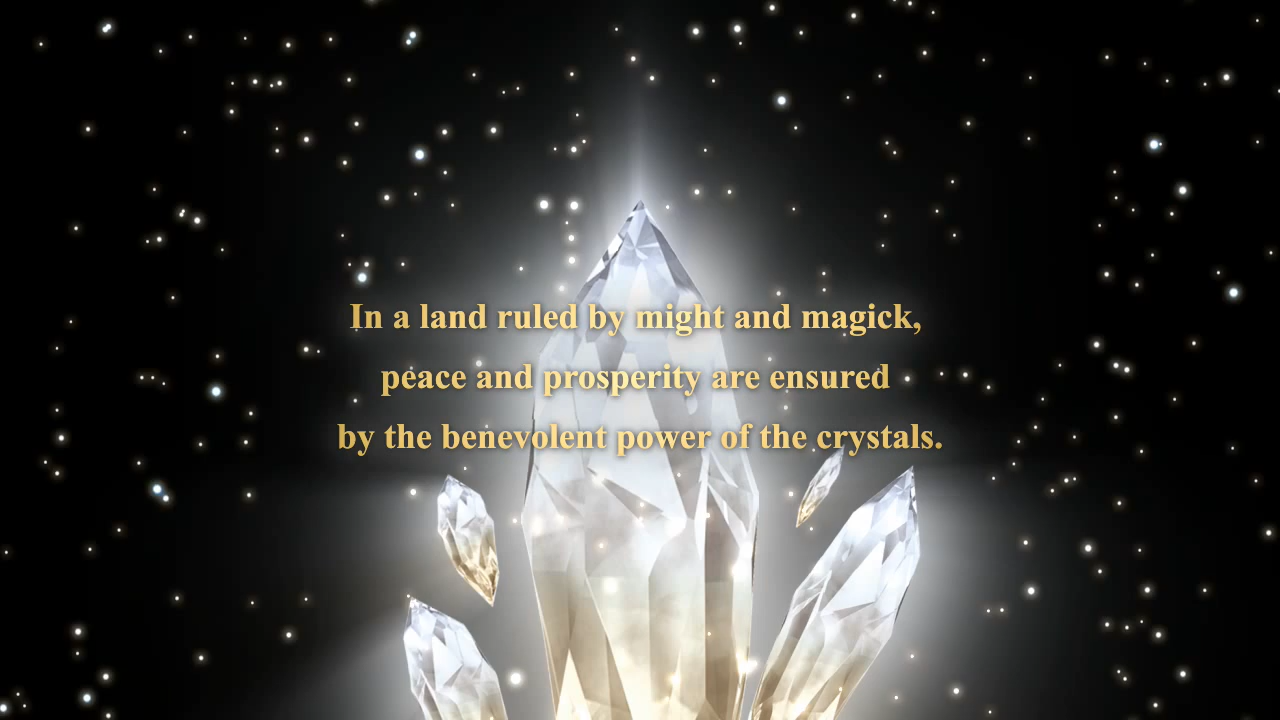 In a land ruled by might and magick,
peace and prosperity are ensured
by the benevolent power of the crystals.